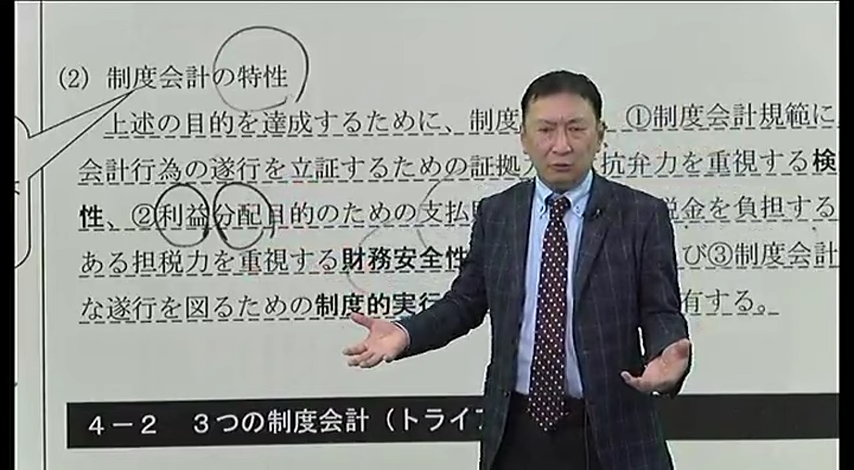 (2) 制度会計の特性
上述の目的を達成するために、制度 ①制度会計規範に
会計行為の遂行を立証するための証拠力 抗弁力を重視する検
性、②利益分配目的のための支払 税金を負担する
ある担税力を重視する財務安全性 び③制度会計
な遂行を図るための制度的実行 有する。
4－2 3つの制度会計（トライ